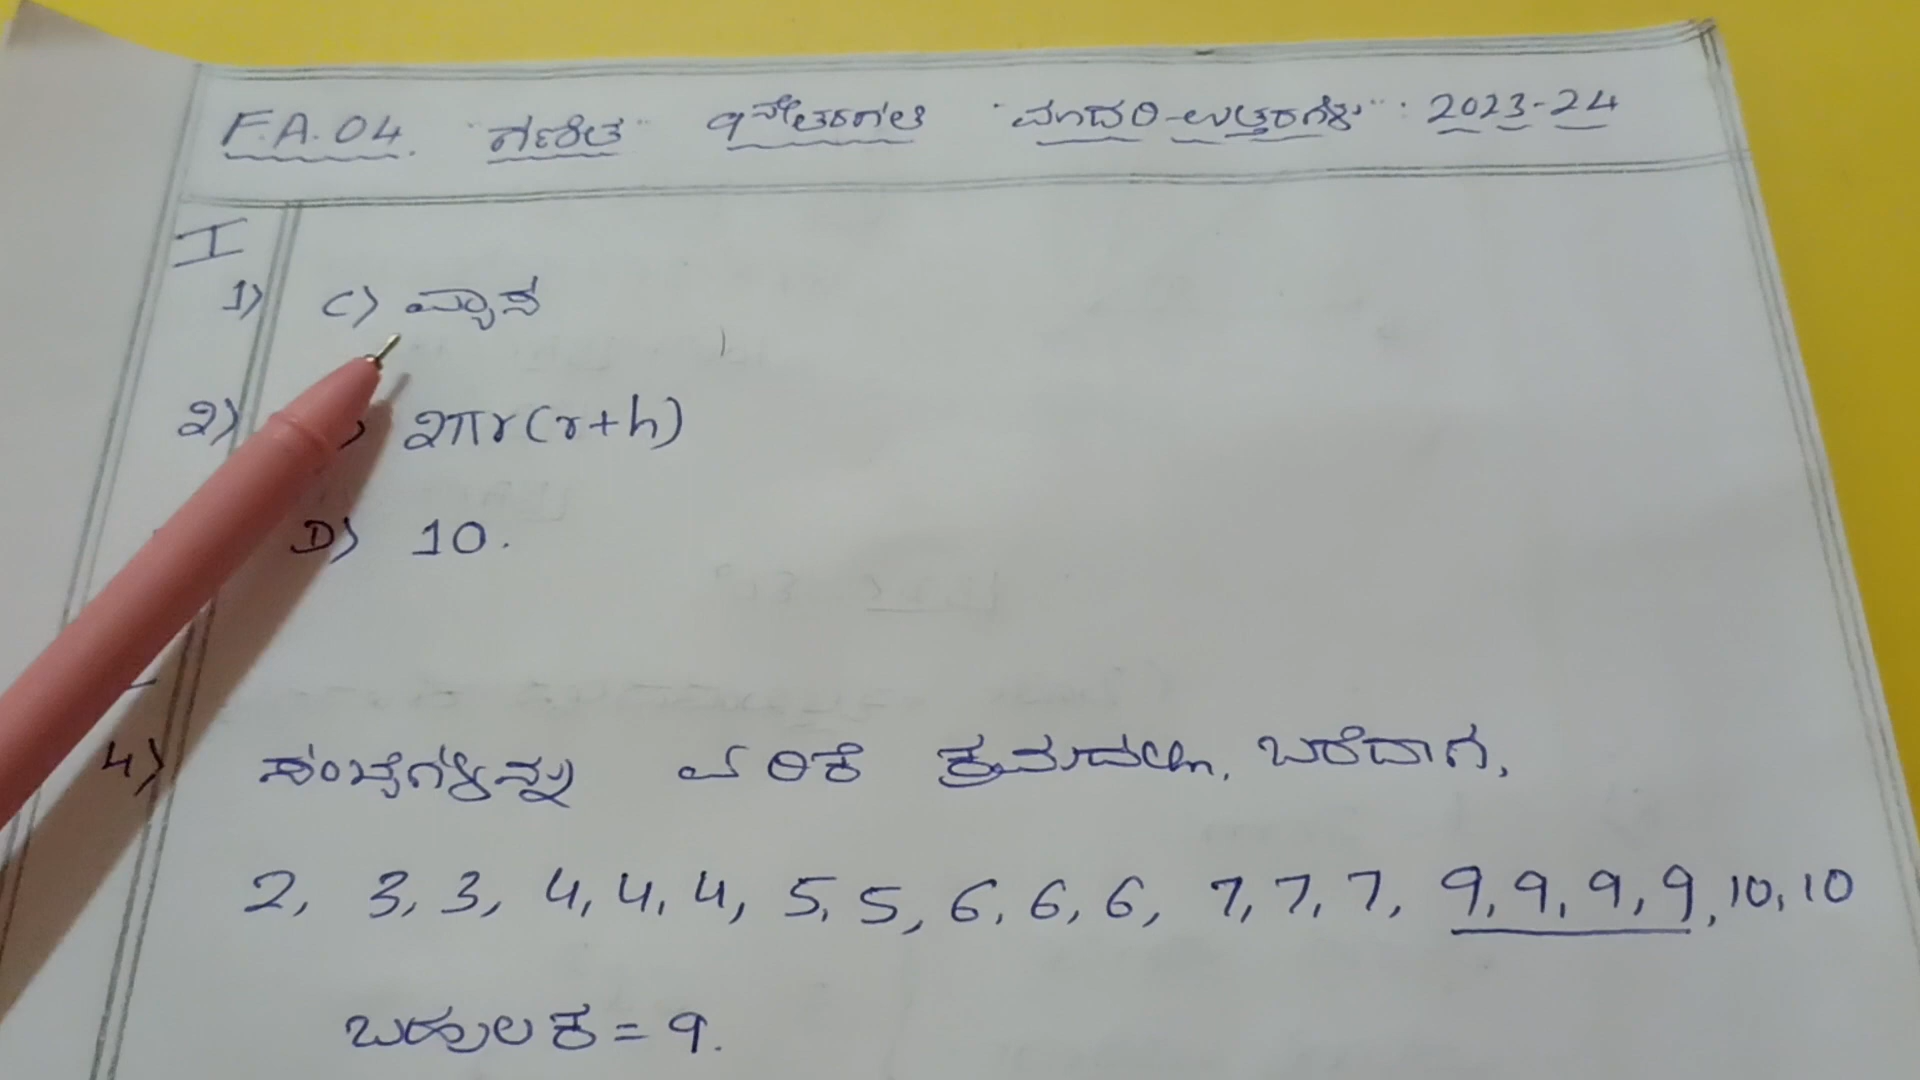 F.A.04. "ಗಣಿತ" ೯ನೇತರಗತಿ "ಮಾದರಿ-ಉತ್ತರಗಳು" : 2023-24
I
1) C) ವ್ಯಾಸ
2) 2πr(r+h)
D) 10.
4) ಸಂಖ್ಯೆಗಳನ್ನು ಏರಿಕೆ ಕ್ರಮದಲ್ಲಿ, ಬರೆದಾಗ,
2, 3, 3, 4, 4, 4, 5, 5, 6, 6, 6, 7, 7, 7, 9, 9, 9, 9, 10, 10
ಬಹುಲಕ = 9.